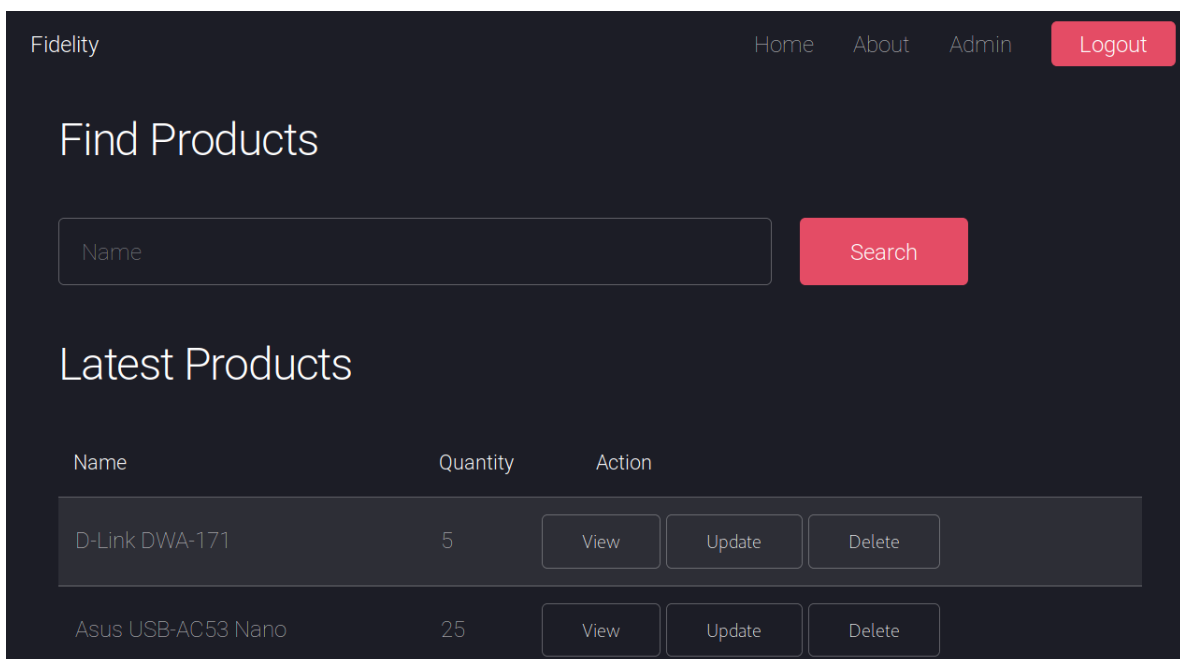 Fidelity Home About Admin Logout
Find Products
Name Search
Latest Products
Name Quantity Action
D-Link DWA-171 5 View Update Delete
Asus USB-AC53 Nano 25 View Update Delete